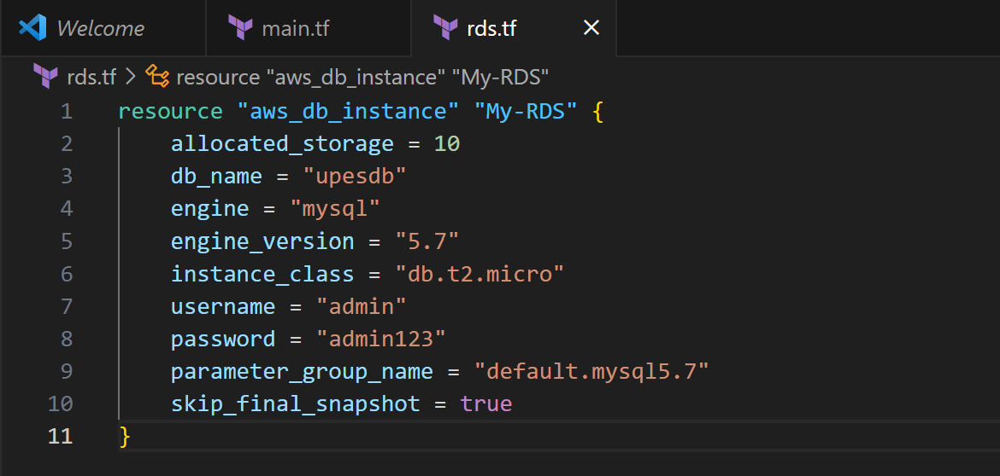 Welcome main.tf rds.tf
rds.tf > resource "aws_db_instance" "My-RDS"
1 resource "aws_db_instance" "My-RDS" {
2 allocated_storage = 10
3 db_name = "upesdb"
4 engine = "mysql"
5 engine_version = "5.7"
6 instance_class = "db.t2.micro"
7 username = "admin"
8 password = "admin123"
9 parameter_group_name = "default.mysql5.7"
10 skip_final_snapshot = true
11 }